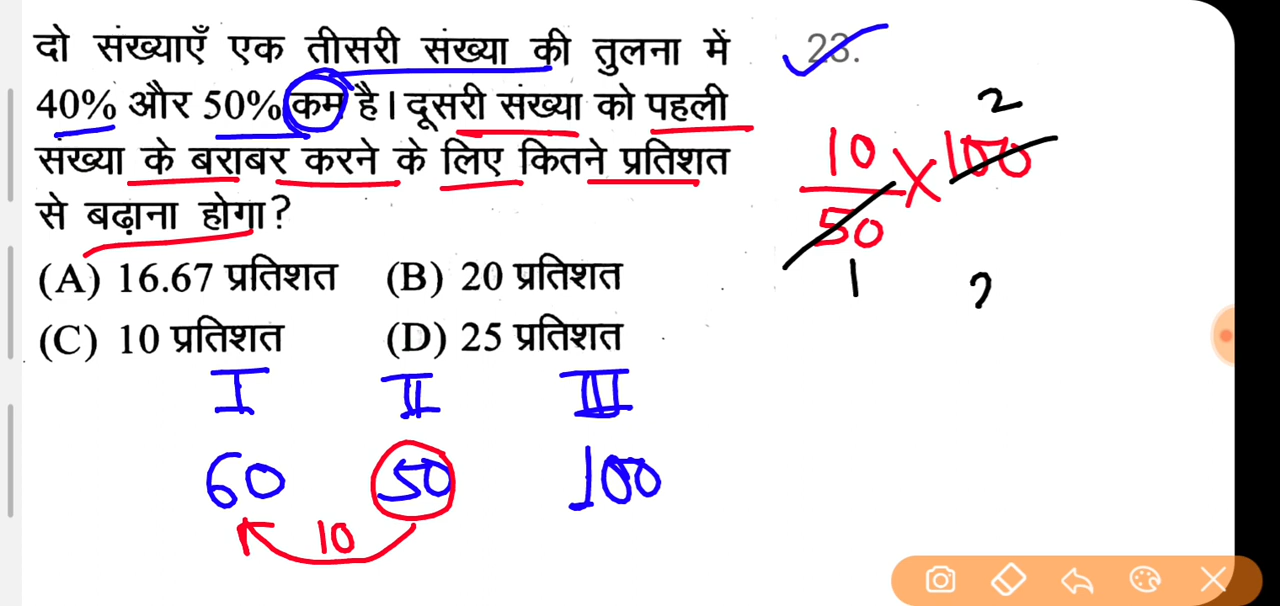 दो संख्याएँ एक तीसरी संख्या की तुलना में
40% और 50% कम है। दूसरी संख्या को पहली
संख्या के बराबर करने के लिए कितने प्रतिशत
से बढ़ाना होगा?
(A) 16.67 प्रतिशत (B) 20 प्रतिशत
(C) 10 प्रतिशत (D) 25 प्रतिशत
I II III
60 50 100
10
23.
2
10 × 100
50
1